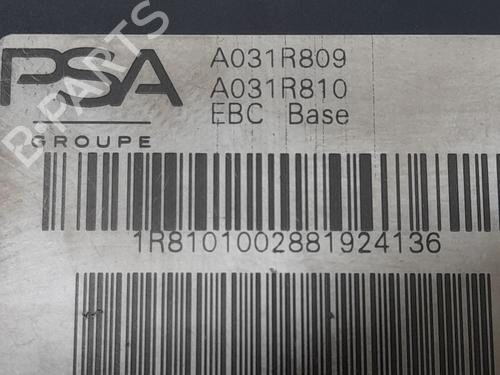 PSA
GROUPE
A031R809
A031R810
EBC Base
1R8101002881924136
B-PARTS